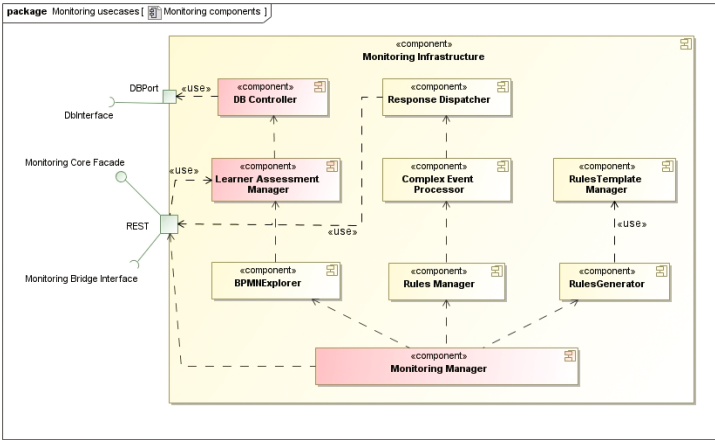 package Monitoring usecases [ Monitoring components ]
«component»
Monitoring Infrastructure
DBPort
«use»
«component»
DB Controller
«component»
Response Dispatcher
DbInterface
Monitoring Core Facade
«use»
«component»
Learner Assessment
Manager
«component»
Complex Event
Processor
«component»
RulesTemplate
Manager
REST
«use»
«use»
Monitoring Bridge Interface
«component»
BPMNExplorer
«component»
Rules Manager
«component»
RulesGenerator
«component»
Monitoring Manager